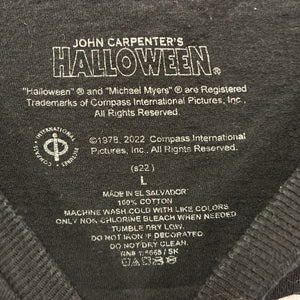 JOHN CARPENTER'S
HALLOWEEN®
"Halloween" ® and "Michael Myers" ® are Registered
Trademarks of Compass International Pictures, Inc.,
All Rights Reserved.
©1978, 2022 Compass International
Pictures, Inc., All Rights Reserved.
COMPASS INT'L PICTURES
(s22)
L
MADE IN EL SALVADOR
100% COTTON
MACHINE WASH COLD WITH LIKE COLORS
ONLY NON-CHLORINE BLEACH WHEN NEEDED
TUMBLE DRY LOW.
DO NOT IRON IF DECORATED.
DO NOT DRY CLEAN.